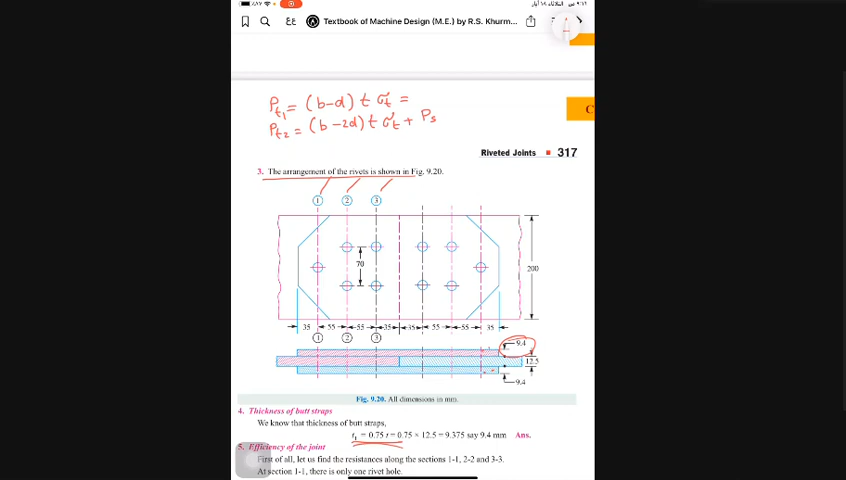 ٩:١٦ ص الثلاثاء ١٤ أيار
٨٧٪
Textbook of Machine Design (M.E.) by R.S. Khurm...
Pt1 = (b-d) t σt =
Pt2 = (b-2d) t σt + Ps
C
Riveted Joints ■ 317
3. The arrangement of the rivets is shown in Fig. 9.20.
1 2 3
70
200
35 55 55 35 35 55 55 35
1 2 3
9.4
12.5
9.4
Fig. 9.20. All dimensions in mm.
4. Thickness of butt straps
We know that thickness of butt straps,
t1 = 0.75 t = 0.75 × 12.5 = 9.375 say 9.4 mm Ans.
5. Efficiency of the joint
First of all, let us find the resistances along the sections 1-1, 2-2 and 3-3.
At section 1-1, there is only one rivet hole.